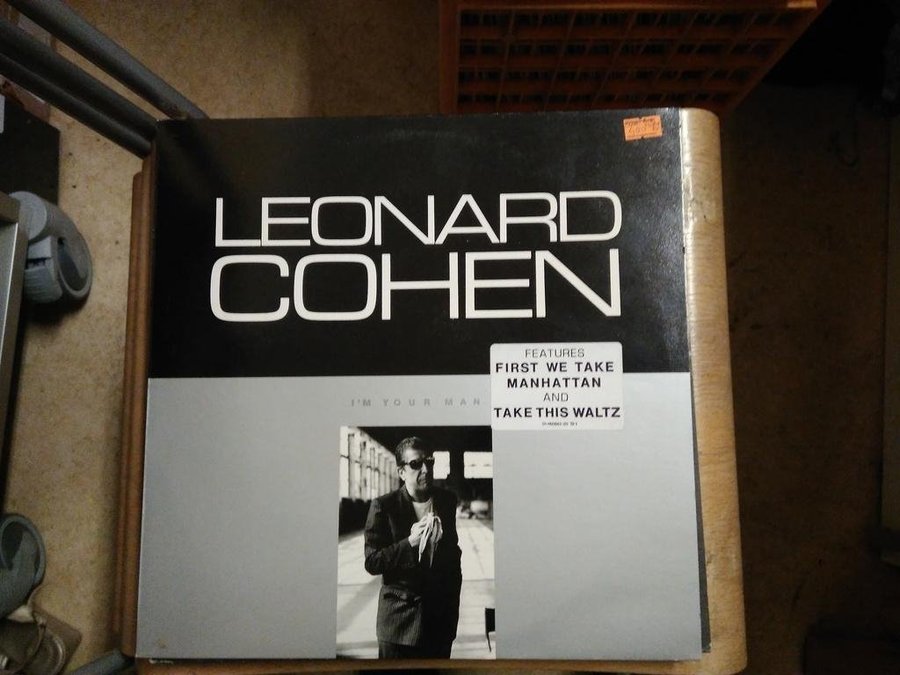 LEONARD
COHEN
FEATURES
FIRST WE TAKE
MANHATTAN
AND
TAKE THIS WALTZ
I'M YOUR MAN